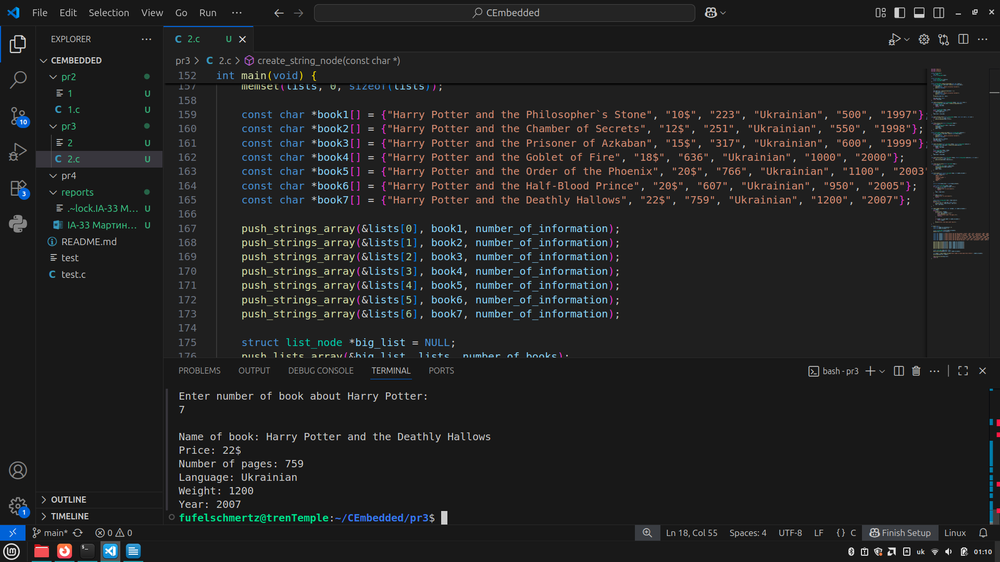 File Edit Selection View Go Run ···
CEmbedded
EXPLORER ···
CEMBEDDED
pr2
1 U
C 1.c U
pr3
2 U
C 2.c U
pr4
reports
.~lock.IA-33 М... U
IA-33 Мартин... U
README.md
test
C test.c
OUTLINE
TIMELINE
10
3
1
C 2.c U
pr3 > C 2.c > create_string_node(const char *)
152 int main(void) {
157 memset(lists, 0, sizeof(lists));
158
159 const char *book1[] = {"Harry Potter and the Philosopher`s Stone", "10$", "223", "Ukrainian", "500", "1997"};
160 const char *book2[] = {"Harry Potter and the Chamber of Secrets", "12$", "251", "Ukrainian", "550", "1998"};
161 const char *book3[] = {"Harry Potter and the Prisoner of Azkaban", "15$", "317", "Ukrainian", "600", "1999"};
162 const char *book4[] = {"Harry Potter and the Goblet of Fire", "18$", "636", "Ukrainian", "1000", "2000"};
163 const char *book5[] = {"Harry Potter and the Order of the Phoenix", "20$", "766", "Ukrainian", "1100", "2003"
164 const char *book6[] = {"Harry Potter and the Half-Blood Prince", "20$", "607", "Ukrainian", "950", "2005"};
165 const char *book7[] = {"Harry Potter and the Deathly Hallows", "22$", "759", "Ukrainian", "1200", "2007"};
166
167 push_strings_array(&lists[0], book1, number_of_information);
168 push_strings_array(&lists[1], book2, number_of_information);
169 push_strings_array(&lists[2], book3, number_of_information);
170 push_strings_array(&lists[3], book4, number_of_information);
171 push_strings_array(&lists[4], book5, number_of_information);
172 push_strings_array(&lists[5], book6, number_of_information);
173 push_strings_array(&lists[6], book7, number_of_information);
174
175 struct list_node *big_list = NULL;
176 push_lists_array(&big_list, lists, number_of_books);
PROBLEMS OUTPUT DEBUG CONSOLE TERMINAL PORTS
bash - pr3
Enter number of book about Harry Potter:
7
Name of book: Harry Potter and the Deathly Hallows
Price: 22$
Number of pages: 759
Language: Ukrainian
Weight: 1200
Year: 2007
fufelschmertz@trenTemple:~/CEmbedded/pr3$
main* 0 0
Ln 18, Col 55 Spaces: 4 UTF-8 LF {} C Finish Setup Linux
uk 01:10